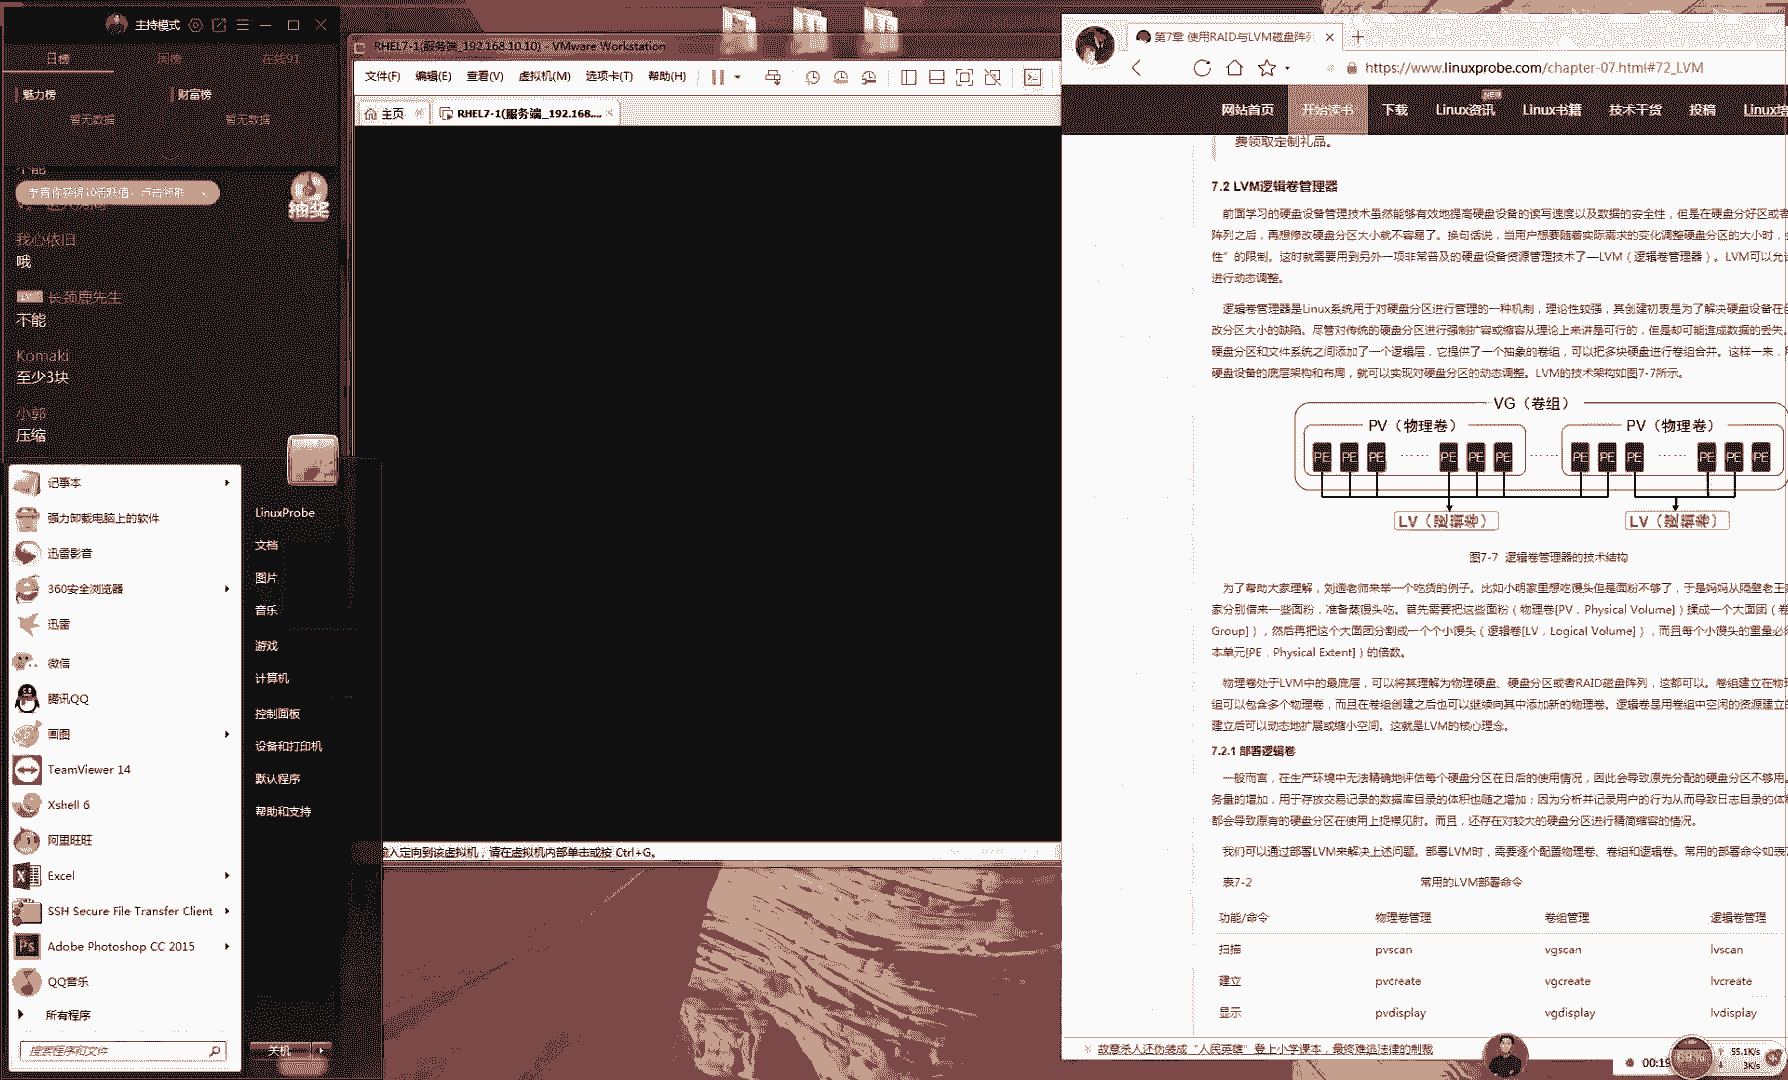 主持模式
日榜
周榜
在线91
魅力榜
财富榜
暂无数据
暂无数据
抽奖
我心依旧
哦
长颈鹿先生
不能
Komaki
至少3块
小郭
压缩
记事本
强力卸载电脑上的软件
迅雷影音
360安全浏览器
迅雷
微信
腾讯QQ
画图
TeamViewer 14
Xshell 6
阿里旺旺
Excel
SSH Secure File Transfer Client
Adobe Photoshop CC 2015
QQ音乐
所有程序
搜索程序和文件
LinuxProbe
文档
图片
音乐
游戏
计算机
控制面板
设备和打印机
默认程序
帮助和支持
关机
RHEL7-1(服务端_192.168.10.10) - VMware Workstation
文件(F) 编辑(E) 查看(V) 虚拟机(M) 选项卡(T) 帮助(H)
主页
RHEL7-1(服务端_192.168....
输入定向到该虚拟机，请在虚拟机内部单击或按 Ctrl+G。
第7章 使用RAID与LVM磁盘阵列
https://www.linuxprobe.com/chapter-07.html#72_LVM
网站首页 开始读书 下载 Linux资讯 Linux书籍 技术干货 投稿 Linux培
NEW
费领取定制礼品。
7.2 LVM逻辑卷管理器
前面学习的硬盘设备管理技术虽然能够有效地提高硬盘设备的读写速度以及数据的安全性，但是在硬盘分好区或者
阵列之后，再想修改硬盘分区大小就不容易了。换句话说，当用户想要随着实际需求的变化调整硬盘分区的大小时，
性”的限制。这时就需要用到另外一项非常普及的硬盘设备资源管理技术了—LVM（逻辑卷管理器）。LVM可以允
进行动态调整。
逻辑卷管理器是Linux系统用于对硬盘分区进行管理的一种机制，理论性较强，其创建初衷是为了解决硬盘设备在
改分区大小的缺陷。尽管对传统的硬盘分区进行强制扩容或缩容从理论上来讲是可行的，但是却可能造成数据的丢失。
硬盘分区和文件系统之间添加了一个逻辑层，它提供了一个抽象的卷组，可以把多块硬盘进行卷组合并。这样一来，
硬盘设备的底层架构和布局，就可以实现对硬盘分区的动态调整。LVM的技术架构如图7-7所示。
VG（卷组）
PV（物理卷） PV（物理卷）
PE PE PE ...... PE PE PE ...... PE PE PE ...... PE PE PE
LV（逻辑卷） LV（逻辑卷）
图7-7 逻辑卷管理器的技术结构
为了帮助大家理解，刘遄老师来举一个吃货的例子。比如小明家里想吃馒头但是面粉不够了，于是妈妈从隔壁老王
家分别借来一些面粉，准备蒸馒头吃。首先需要把这些面粉（物理卷[PV，Physical Volume]）揉成一个大面团（卷
Group]），然后再把这个大面团分割成一个个小馒头（逻辑卷[LV，Logical Volume]），而且每个小馒头的重量必
本单元[PE，Physical Extent]）的倍数。
物理卷处于LVM中的最底层，可以将其理解为物理硬盘、硬盘分区或者RAID磁盘阵列，这都可以。卷组建立在物
组可以包含多个物理卷，而且在卷组创建之后也可以继续向其中添加新的物理卷。逻辑卷是用卷组中空闲的资源建立的
建立后可以动态地扩展或缩小空间。这就是LVM的核心理念。
7.2.1 部署逻辑卷
一般而言，在生产环境中无法精确地评估每个硬盘分区在日后的使用情况，因此会导致原先分配的硬盘分区不够用。
务量的增加，用于存放交易记录的数据库目录的体积也随之增加；因为分析并记录用户的行为从而导致日志目录的体
都会导致原有的硬盘分区在使用上捉襟见肘。而且，还存在对较大的硬盘分区进行精简缩容的情况。
我们可以通过部署LVM来解决上述问题。部署LVM时，需要逐个配置物理卷、卷组和逻辑卷。常用的部署命令如表
表7-2 常用的LVM部署命令
功能/命令 物理卷管理 卷组管理 逻辑卷管理
扫描 pvscan vgscan lvscan
建立 pvcreate vgcreate lvcreate
显示 pvdisplay vgdisplay lvdisplay
故意杀人还伪装成“人民英雄”登上小学课本，最终难逃法律的制裁
55.1K/s
3K/s